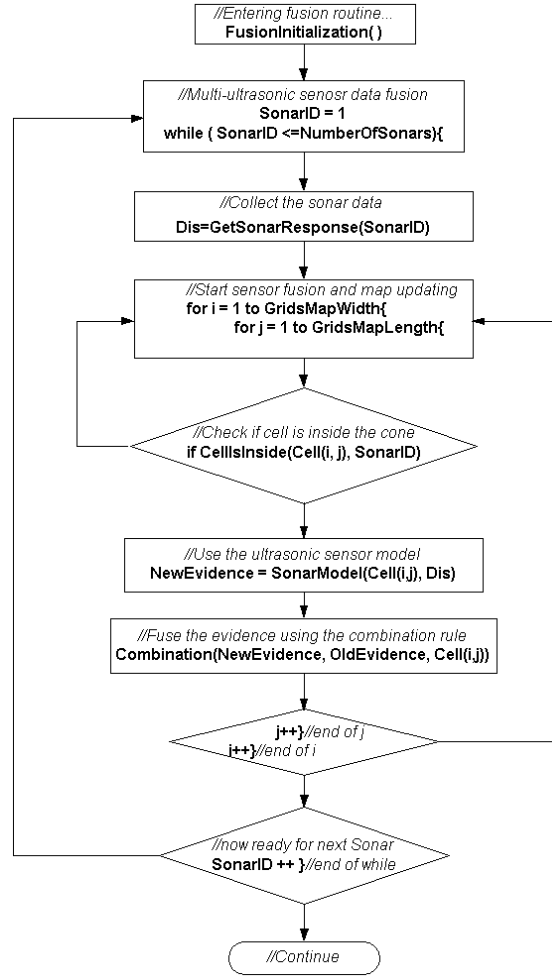 //Entering fusion routine...
FusionInitialization( )
//Multi-ultrasonic senosr data fusion
SonarID = 1
while ( SonarID <=NumberOfSonars){
//Collect the sonar data
Dis=GetSonarResponse(SonarID)
//Start sensor fusion and map updating
for i = 1 to GridsMapWidth{
for j = 1 to GridsMapLength{
//Check if cell is inside the cone
if CellIsInside(Cell(i, j), SonarID)
//Use the ultrasonic sensor model
NewEvidence = SonarModel(Cell(i,j), Dis)
//Fuse the evidence using the combination rule
Combination(NewEvidence, OldEvidence, Cell(i,j))
j++}//end of j
i++}//end of i
//now ready for next Sonar
SonarID ++ }//end of while
//Continue